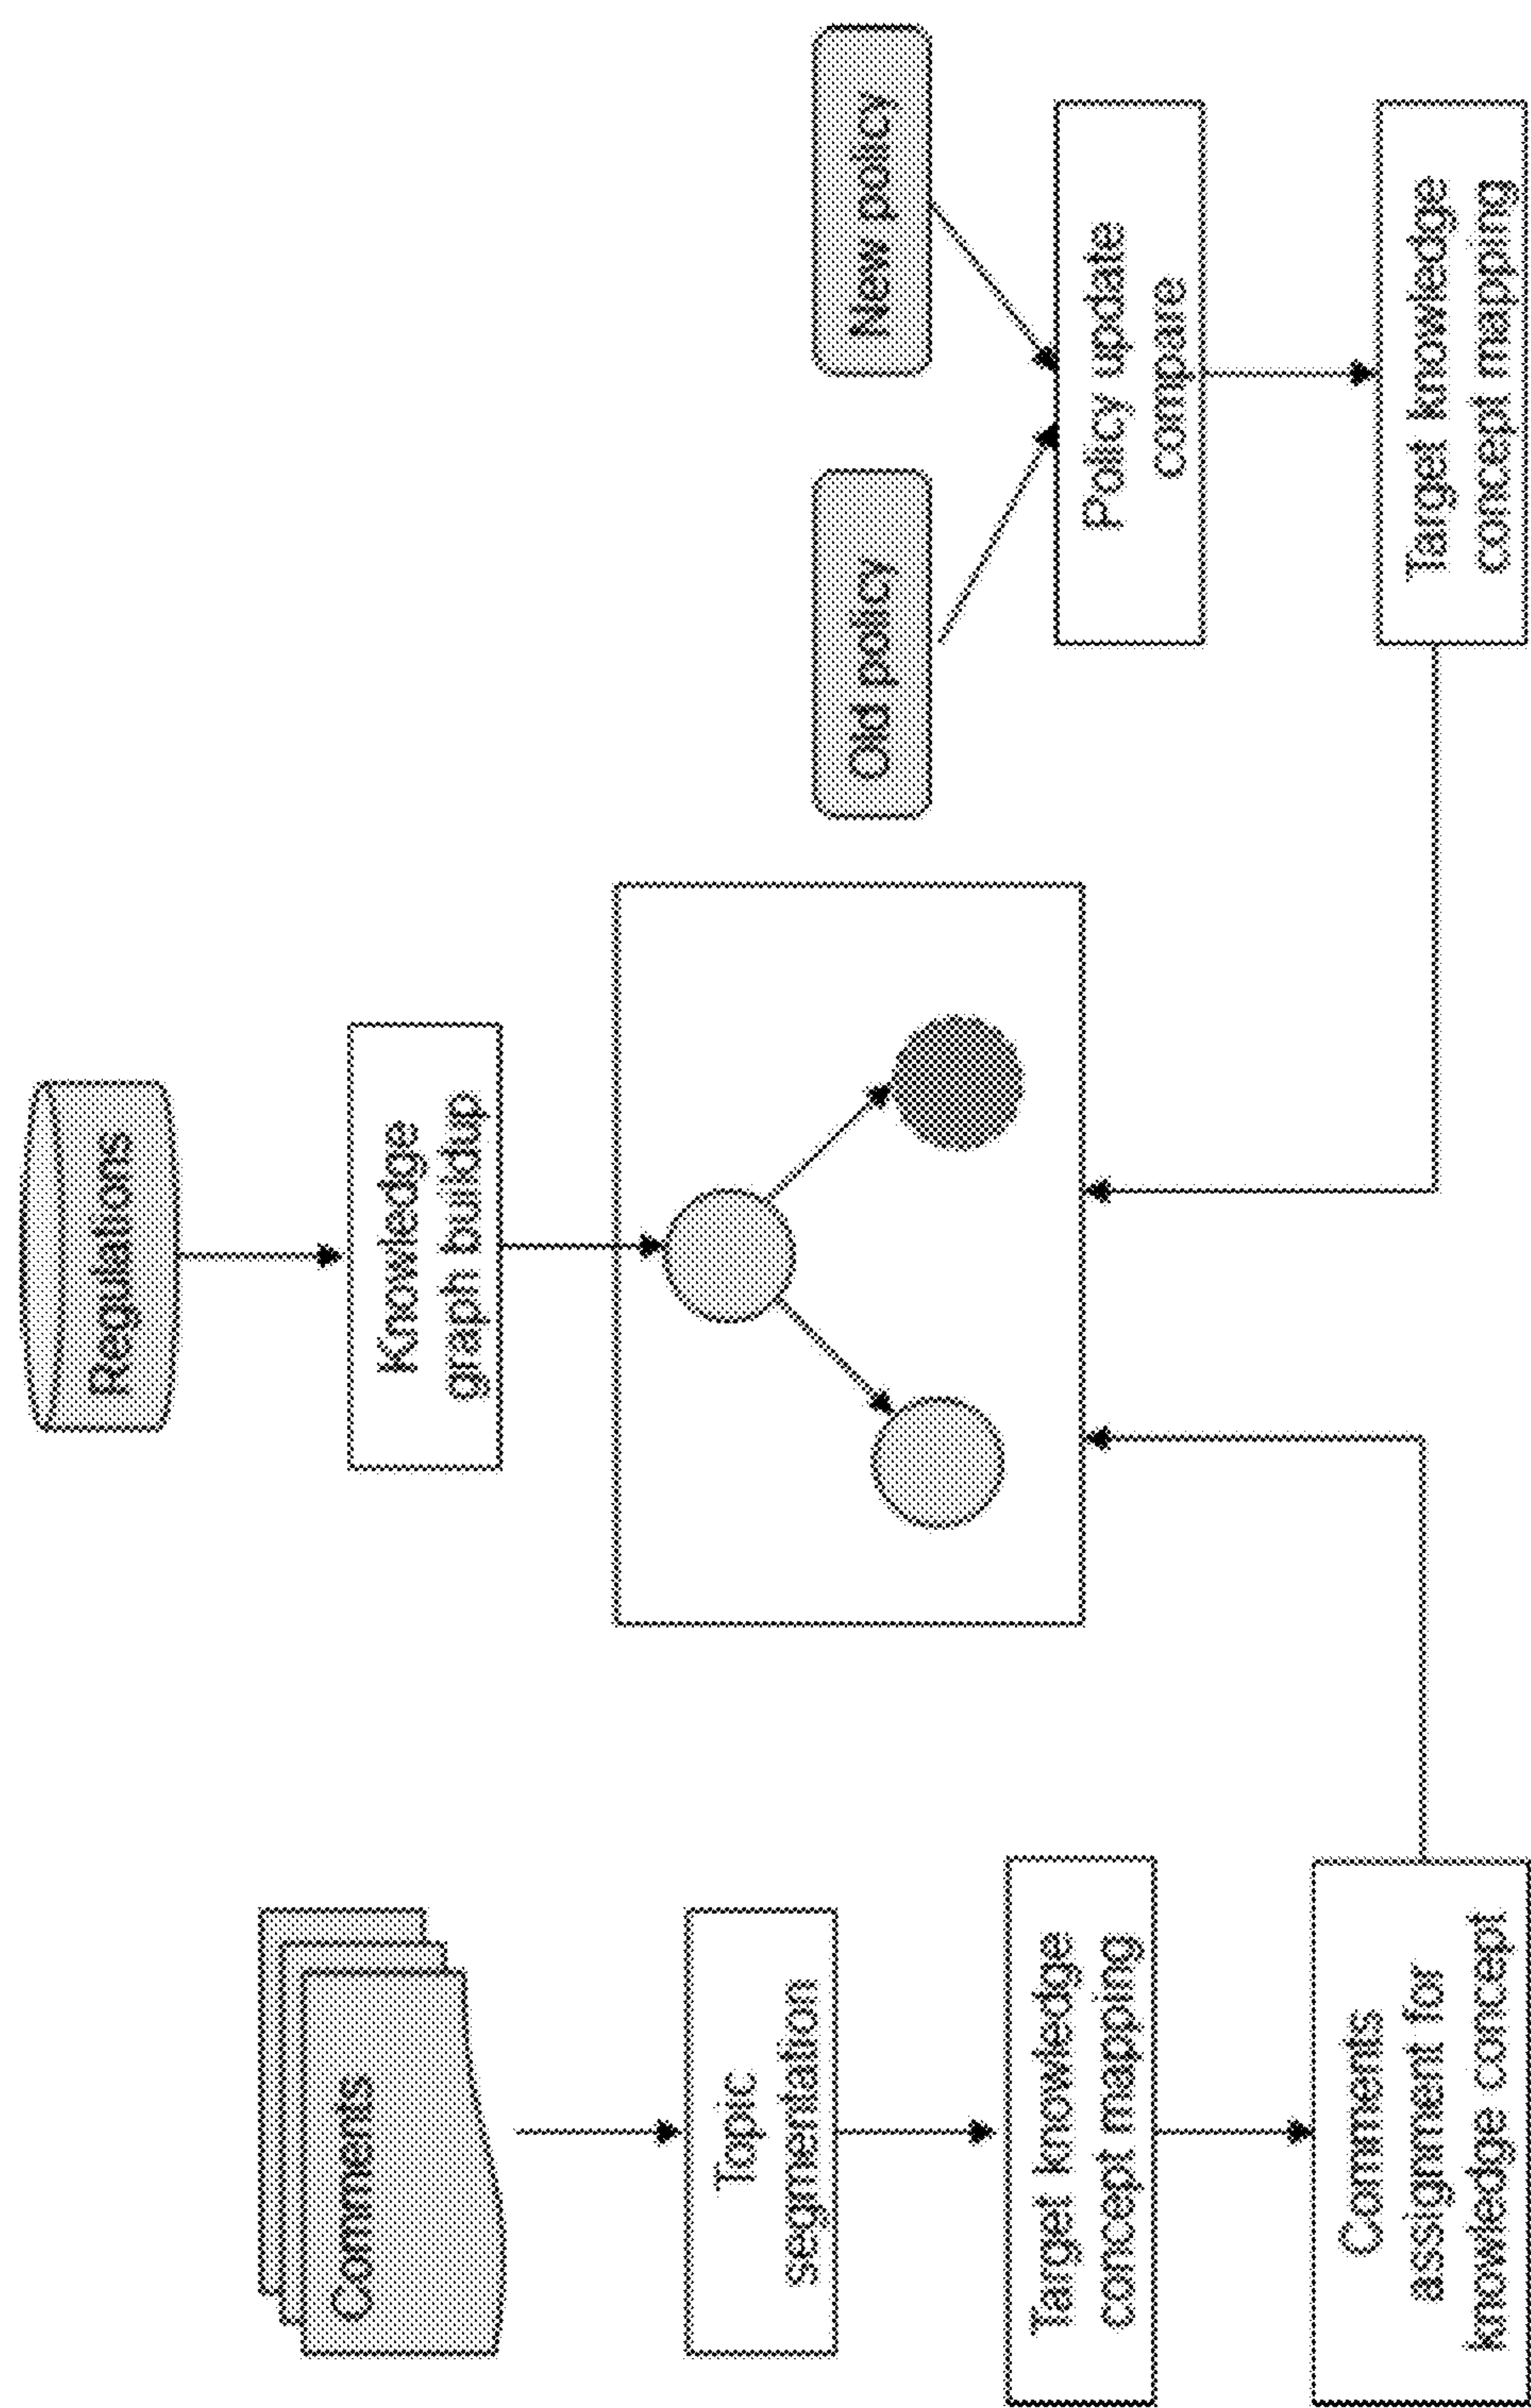 Comments
Topic
segmentation
Target knowledge
concept mapping
Comments
assignment for
knowledge concept
Regulations
Knowledge
graph buildup
Old policy
New policy
Policy update
compare
Target knowledge
concept mapping